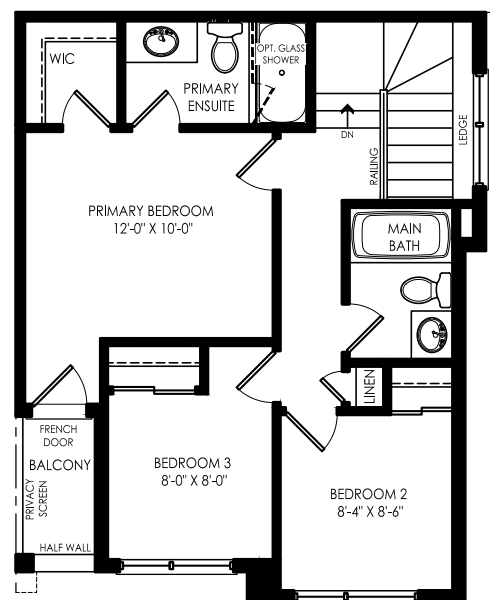 WIC
PRIMARY
ENSUITE
OPT. GLASS
SHOWER
DN
RAILING
LEDGE
PRIMARY BEDROOM
12'-0" X 10'-0"
MAIN
BATH
LINEN
FRENCH
DOOR
BALCONY
PRIVACY
SCREEN
HALF WALL
BEDROOM 3
8'-0" X 8'-0"
BEDROOM 2
8'-4" X 8'-6"